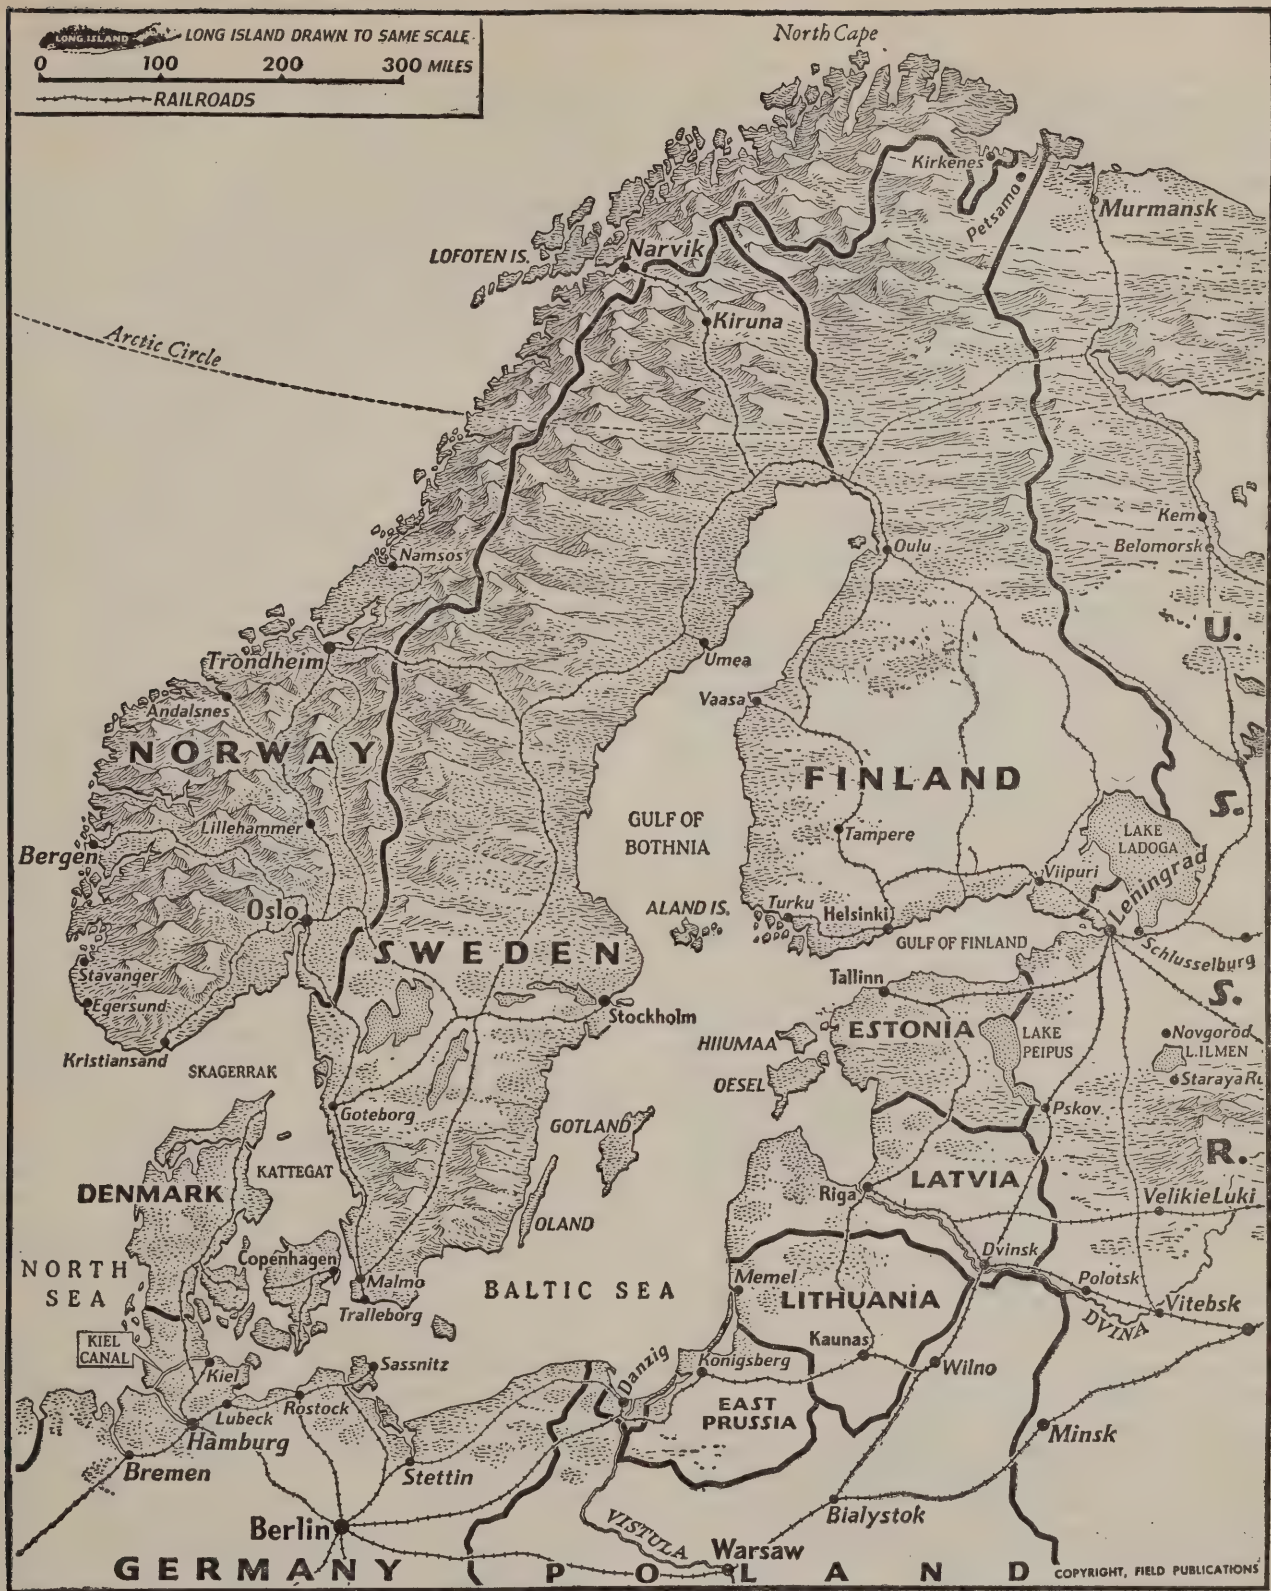 LONG ISLAND
LONG ISLAND DRAWN TO SAME SCALE
0 100 200 300 MILES
RAILROADS
North Cape
Kirkenes
Petsamo
Murmansk
LOFOTEN IS.
Narvik
Kiruna
Arctic Circle
Kem
Belomorsk
Oulu
Namsos
U.
Trondheim
Umea
Vaasa
Andalsnes
NORWAY
FINLAND
S.
GULF OF
BOTHNIA
Tampere
LAKE
LADOGA
Lillehammer
Bergen
Viipuri
Leningrad
Oslo
ALAND IS.
Turku
Helsinki
GULF OF FINLAND
Schlusselburg
SWEDEN
Stavanger
Egersund
Tallinn
S.
Stockholm
ESTONIA
LAKE
PEIPUS
Novgorod
L. ILMEN
Staraya Ru
HIIUMAA
OESEL
Kristiansand
SKAGERRAK
Goteborg
GOTLAND
Pskov
KATTEGAT
R.
DENMARK
LATVIA
Riga
Velikie Luki
OLAND
Copenhagen
Dvinsk
NORTH
SEA
Malmo
Tralleborg
BALTIC SEA
Memel
LITHUANIA
Polotsk
Vitebsk
DVINA
KIEL
CANAL
Kaunas
Kiel
Sassnitz
Danzig
Konigsberg
Wilno
Lubeck
Rostock
EAST
PRUSSIA
Hamburg
Minsk
Bremen
Stettin
Berlin
Bialystok
VISTULA
Warsaw
GERMANY
POLAND
COPYRIGHT, FIELD PUBLICATIONS